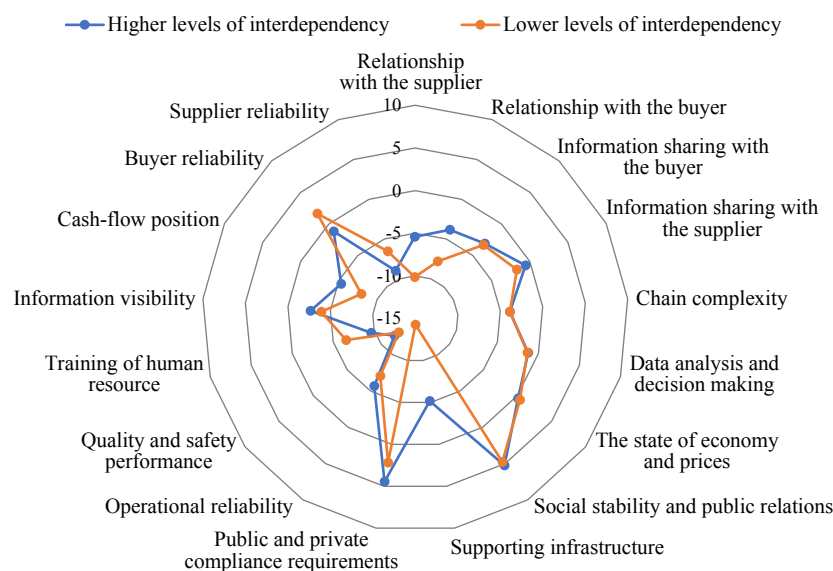 Higher levels of interdependency
Lower levels of interdependency
Relationship
with the supplier
Relationship with the buyer
Information sharing with
the buyer
Information sharing with
the supplier
Chain complexity
Data analysis and
decision making
The state of economy
and prices
Social stability and public relations
Supporting infrastructure
Public and private
compliance requirements
Operational reliability
Quality and safety
performance
Training of human
resource
Information visibility
Cash-flow position
Buyer reliability
Supplier reliability
10
5
0
-5
-10
-15